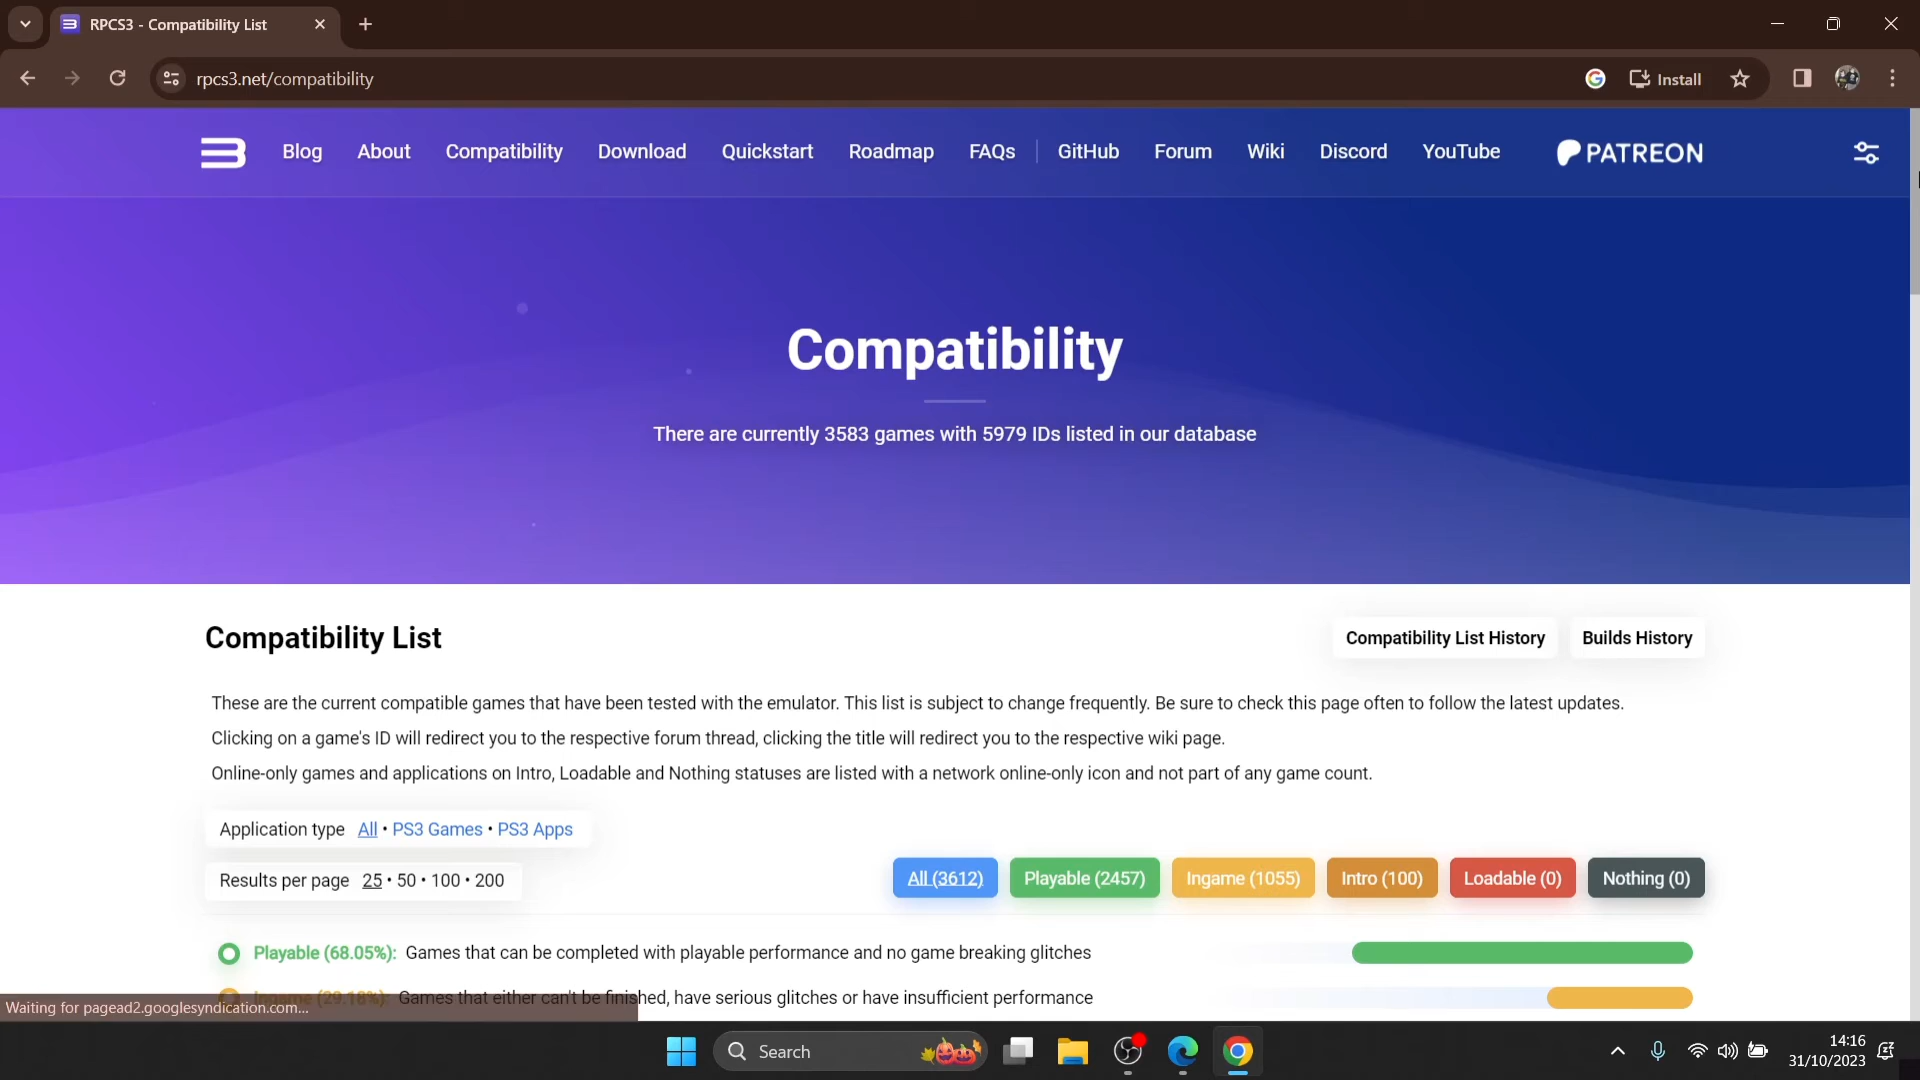 RPCS3 - Compatibility List
rpcs3.net/compatibility
Install
Blog About Compatibility Download Quickstart Roadmap FAQs GitHub Forum Wiki Discord YouTube PATREON
Compatibility
There are currently 3583 games with 5979 IDs listed in our database
Compatibility List
Compatibility List History Builds History
These are the current compatible games that have been tested with the emulator. This list is subject to change frequently. Be sure to check this page often to follow the latest updates.
Clicking on a game's ID will redirect you to the respective forum thread, clicking the title will redirect you to the respective wiki page.
Online-only games and applications on Intro, Loadable and Nothing statuses are listed with a network online-only icon and not part of any game count.
Application type All • PS3 Games • PS3 Apps
Results per page 25 • 50 • 100 • 200
All (3612) Playable (2457) Ingame (1055) Intro (100) Loadable (0) Nothing (0)
Playable (68.05%): Games that can be completed with playable performance and no game breaking glitches
Ingame (29.18%): Games that either can't be finished, have serious glitches or have insufficient performance
Waiting for pagead2.googlesyndication.com...
Search
14:16
31/10/2023